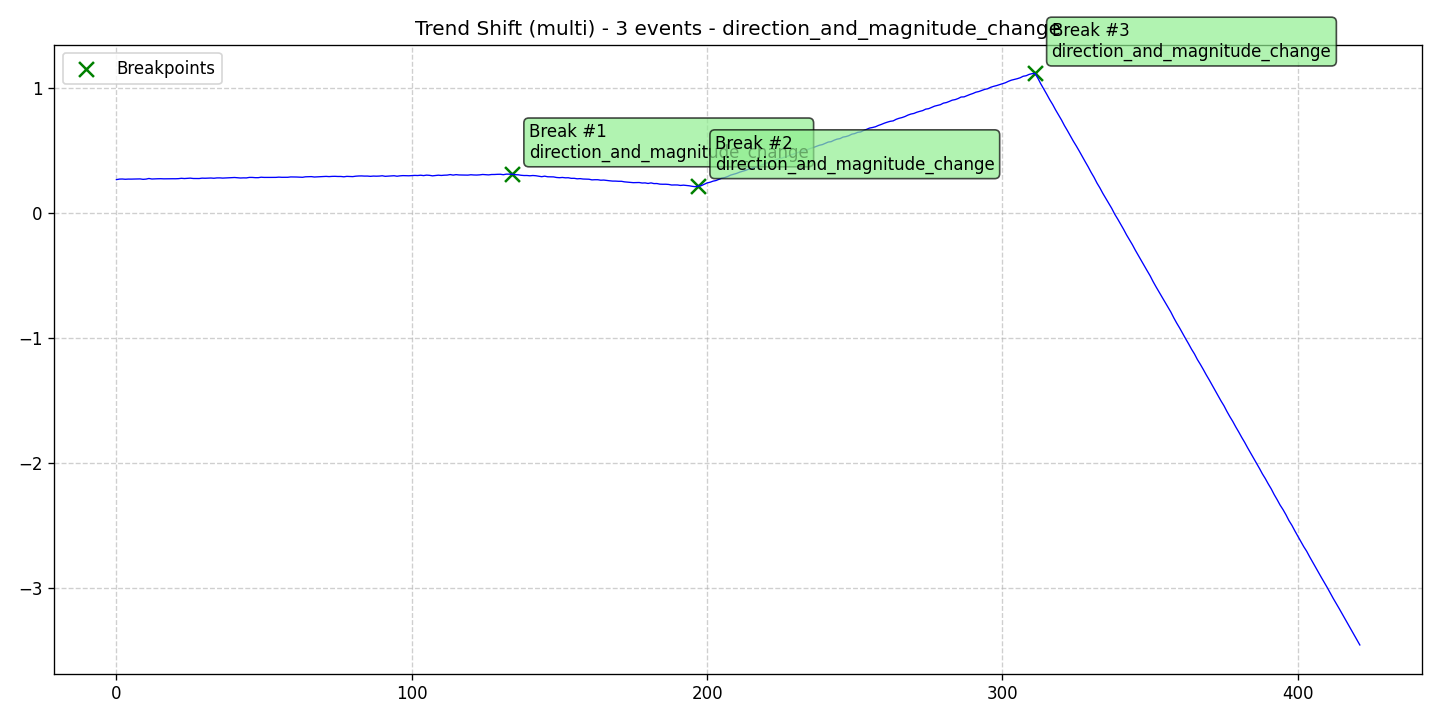 Trend Shift (multi) - 3 events - direction_and_magnitude_change
Break #3
direction_and_magnitude_change
Breakpoints
Break #1
direction_and_magnitude_change
Break #2
direction_and_magnitude_change
1
0
−1
−2
−3
0
100
200
300
400